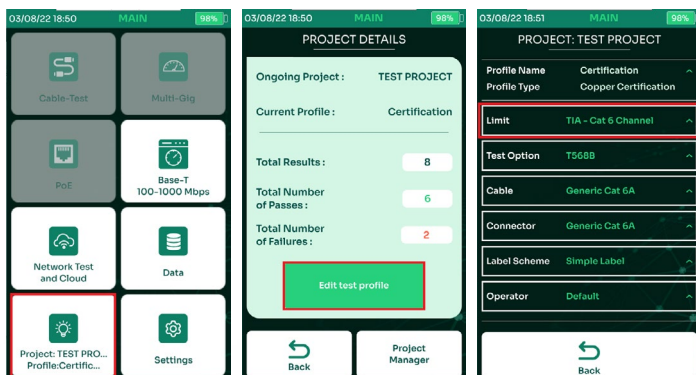 03/08/22 18:50 MAIN 98%
Cable-Test
Multi-Gig
PoE
Base-T
100-1000 Mbps
Network Test
and Cloud
Data
Project: TEST PRO...
Profile:Certific...
Settings
03/08/22 18:50 MAIN 98%
PROJECT DETAILS
Ongoing Project : TEST PROJECT
Current Profile : Certification
Total Results : 8
Total Number
of Passes : 6
Total Number
of Failures : 2
Edit test profile
Back
Project
Manager
03/08/22 18:51 MAIN 98%
PROJECT: TEST PROJECT
Profile Name Certification
Profile Type Copper Certification
Limit TIA - Cat 6 Channel
Test Option T568B
Cable Generic Cat 6A
Connector Generic Cat 6A
Label Scheme Simple Label
Operator Default
Back